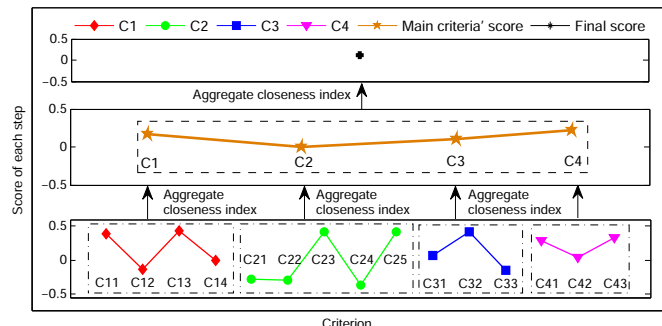 C1 C2 C3 C4 Main criteria' score Final score
0.5
0
−0.5
Aggregate closeness index
0.5
0
−0.5
C1 C2 C3 C4
Score of each step
Aggregate closeness index
Aggregate closeness index
Aggregate closeness index
0.5
0
−0.5
C11 C12 C13 C14
C21 C22 C23 C24 C25
C31 C32 C33
C41 C42 C43
Criterion